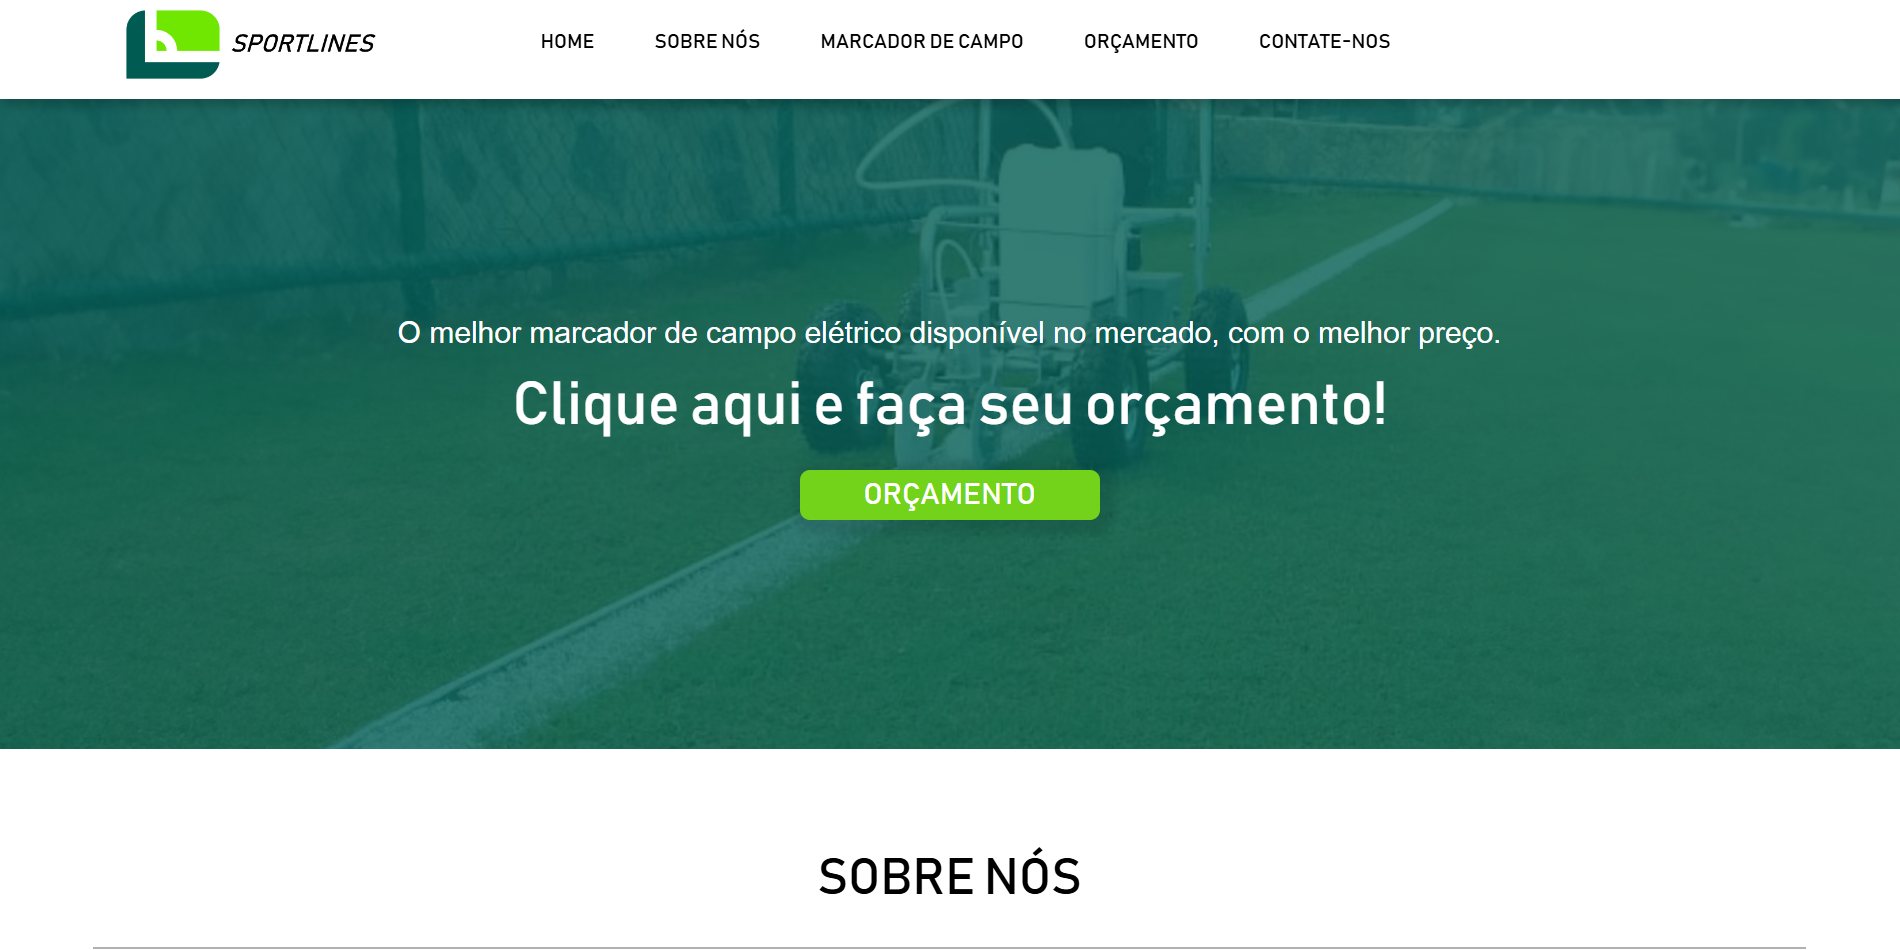 SPORTLINES
HOME SOBRE NÓS MARCADOR DE CAMPO ORÇAMENTO CONTATE-NOS
O melhor marcador de campo elétrico disponível no mercado, com o melhor preço.
Clique aqui e faça seu orçamento!
ORÇAMENTO
SOBRE NÓS